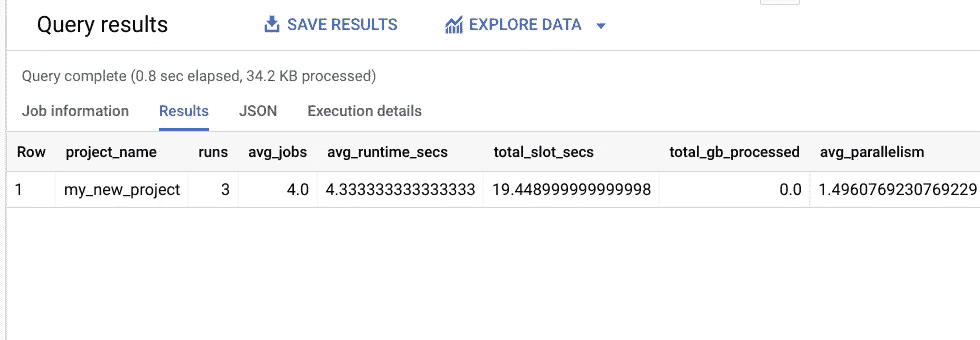 Query results SAVE RESULTS EXPLORE DATA
Query complete (0.8 sec elapsed, 34.2 KB processed)
Job information Results JSON Execution details
Row project_name runs avg_jobs avg_runtime_secs total_slot_secs total_gb_processed avg_parallelism
1 my_new_project 3 4.0 4.333333333333333 19.448999999999998 0.0 1.4960769230769229